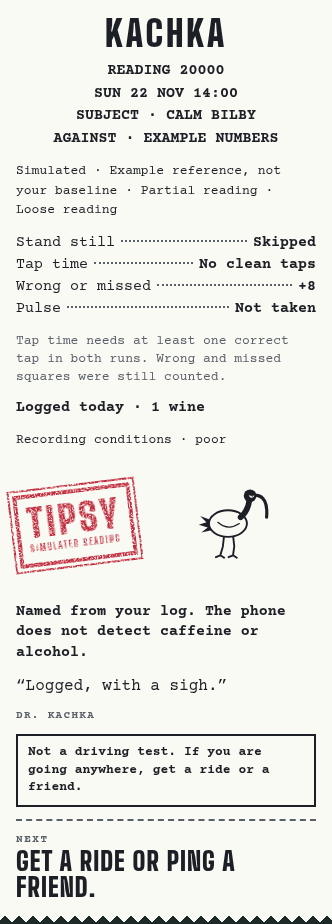 KACHKA
READING 20000
SUN 22 NOV 14:00
SUBJECT · CALM BILBY
AGAINST · EXAMPLE NUMBERS
Simulated · Example reference, not
your baseline · Partial reading ·
Loose reading
Stand still Skipped
Tap time No clean taps
Wrong or missed +8
Pulse Not taken
Tap time needs at least one correct
tap in both runs. Wrong and missed
squares were still counted.
Logged today · 1 wine
Recording conditions · poor
TIPSY
SIMULATED READING
Named from your log. The phone
does not detect caffeine or
alcohol.
“Logged, with a sigh.”
DR. KACHKA
Not a driving test. If you are
going anywhere, get a ride or a
friend.
NEXT
GET A RIDE OR PING A
FRIEND.